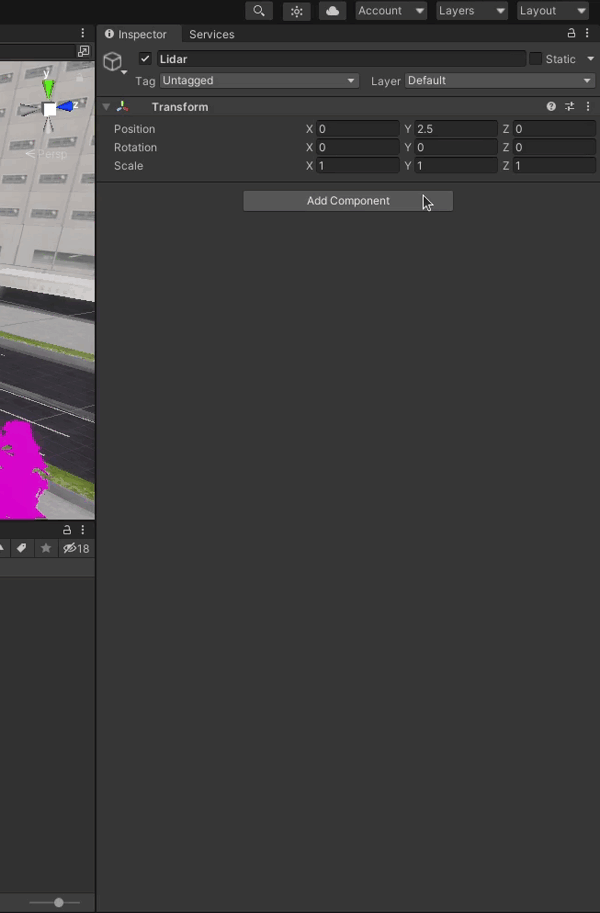 Account Layers Layout
Inspector Services
Lidar Static
Tag Untagged Layer Default
Transform
Position X 0 Y 2.5 Z 0
Rotation X 0 Y 0 Z 0
Scale X 1 Y 1 Z 1
Add Component
y
z
Persp
18